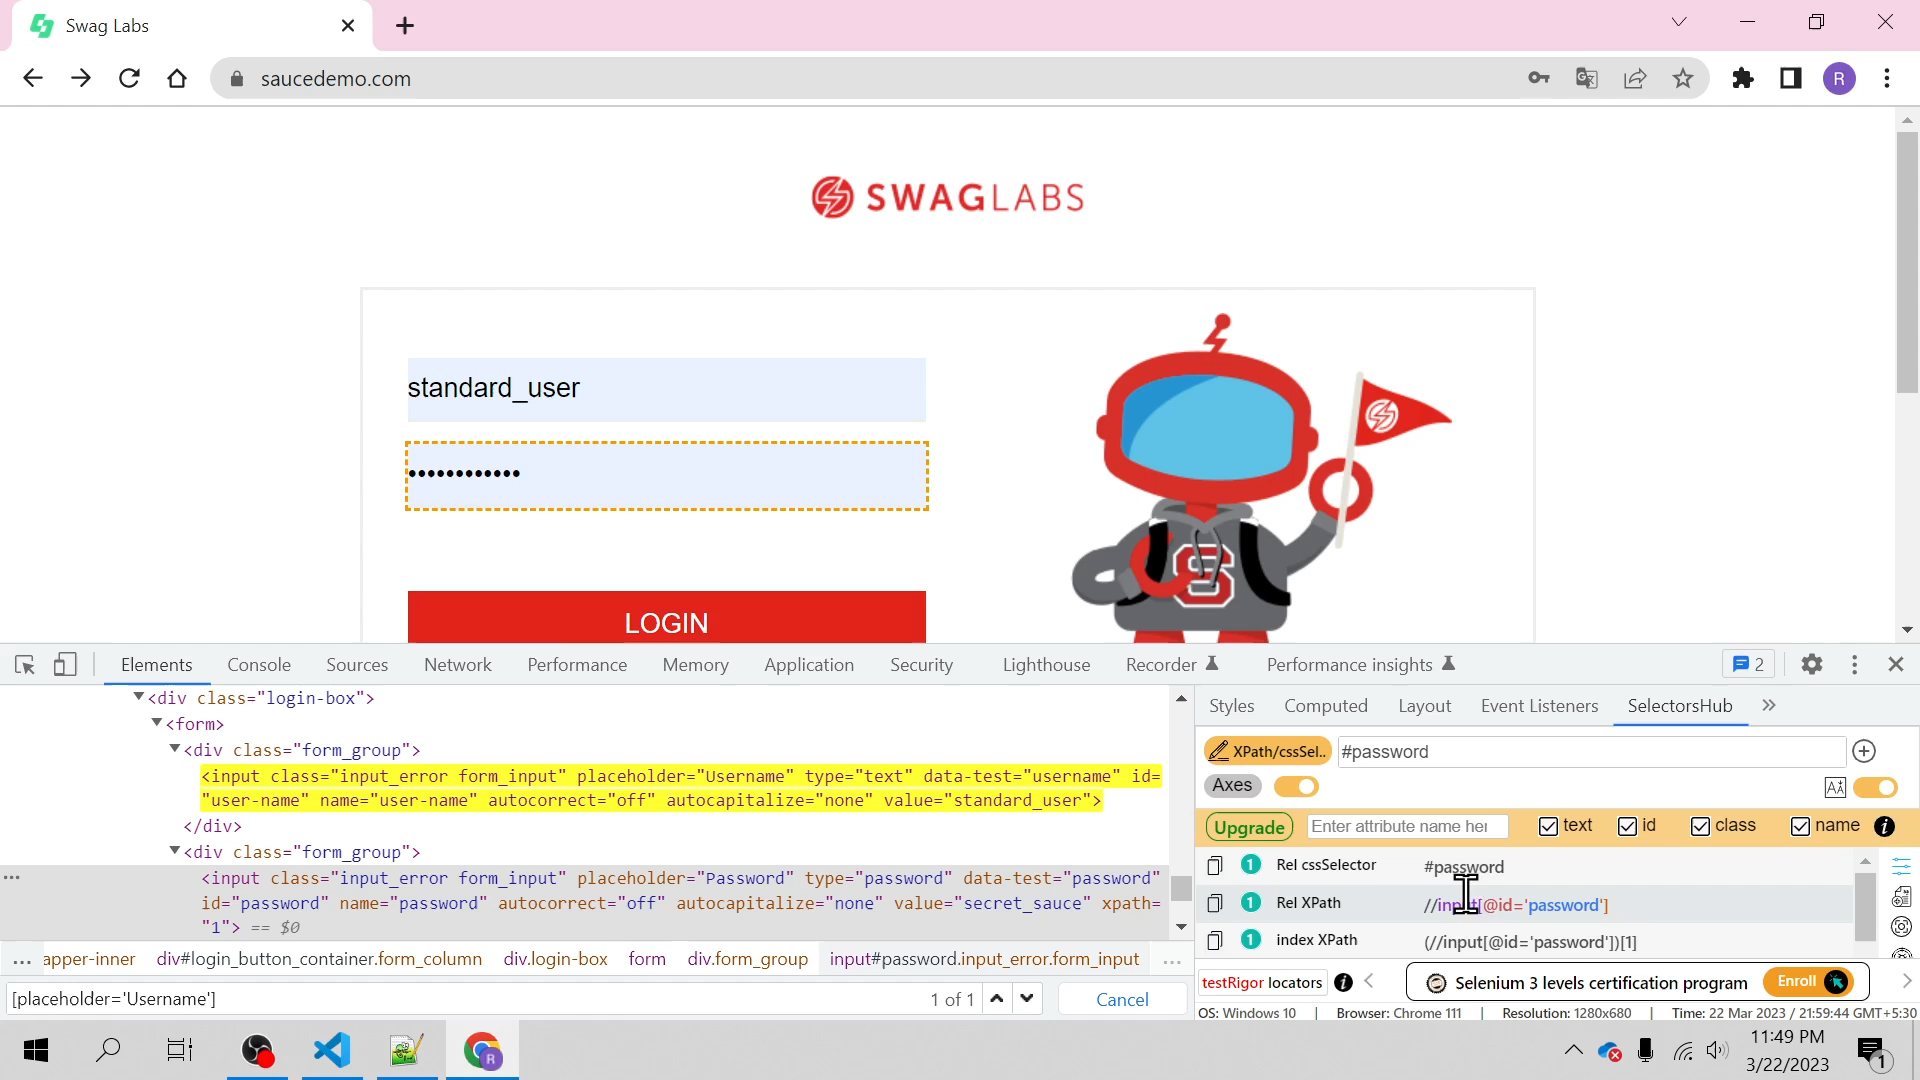 Swag Labs
saucedemo.com
R
SWAGLABS
standard_user
••••••••••••
LOGIN
S
Elements Console Sources Network Performance Memory Application Security Lighthouse Recorder Performance insights 2
<div class="login-box">
<form>
<div class="form_group">
<input class="input_error form_input" placeholder="Username" type="text" data-test="username" id=
"user-name" name="user-name" autocorrect="off" autocapitalize="none" value="standard_user">
</div>
<div class="form_group">
... <input class="input_error form_input" placeholder="Password" type="password" data-test="password"
id="password" name="password" autocorrect="off" autocapitalize="none" value="secret_sauce" xpath=
"1"> == $0
... apper-inner div#login_button_container.form_column div.login-box form div.form_group input#password.input_error.form_input ...
[placeholder='Username'] 1 of 1 Cancel
Styles Computed Layout Event Listeners SelectorsHub »
XPath/cssSel.. #password
Axes
Upgrade Enter attribute name her text id class name i
1 Rel cssSelector #password
1 Rel XPath //input[@id='password']
1 index XPath (//input[@id='password'])[1]
testRigor locators i Selenium 3 levels certification program Enroll
OS: Windows 10 | Browser: Chrome 111 | Resolution: 1280x680 | Time: 22 Mar 2023 / 21:59:44 GMT+5:30
R
11:49 PM
3/22/2023
1